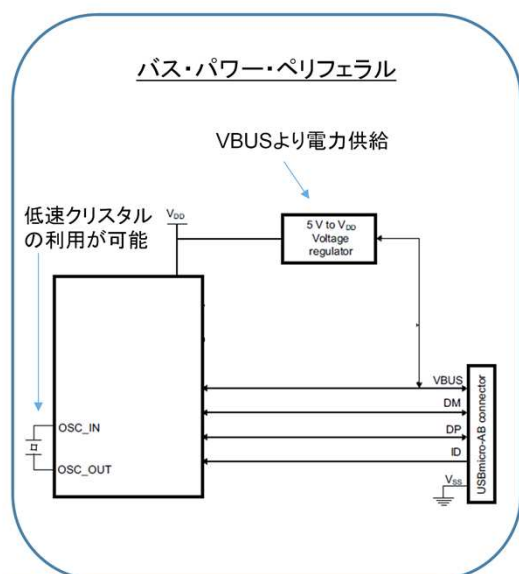 バス・パワー・ペリフェラル
VBUSより電力供給
低速クリスタル
の利用が可能
VDD
5 V to VDD
Voltage
regulator
VBUS
DM
DP
ID
VSS
OSC_IN
OSC_OUT
USBmicro-AB connector